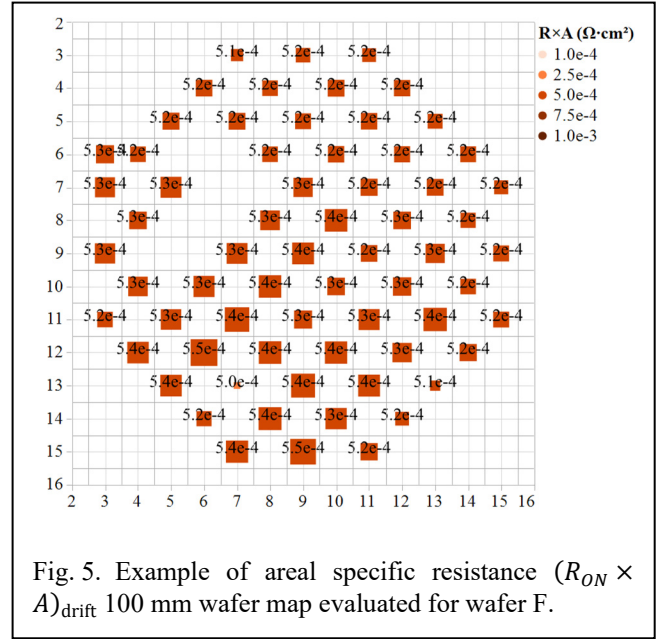 2
R×A (Ω·cm²)
3 5.1e-4 5.2e-4 5.2e-4
1.0e-4
2.5e-4
4 5.2e-4 5.2e-4 5.2e-4 5.2e-4
5.0e-4
7.5e-4
5 5.2e-4 5.2e-4 5.2e-4 5.2e-4 5.2e-4
1.0e-3
6 5.3e-4 5.2e-4 5.2e-4 5.2e-4 5.2e-4 5.2e-4
7 5.3e-4 5.3e-4 5.3e-4 5.2e-4 5.2e-4 5.2e-4
8 5.3e-4 5.3e-4 5.4e-4 5.3e-4 5.2e-4
9 5.3e-4 5.3e-4 5.4e-4 5.2e-4 5.3e-4 5.2e-4
10 5.3e-4 5.3e-4 5.4e-4 5.3e-4 5.3e-4 5.2e-4
11 5.2e-4 5.3e-4 5.4e-4 5.3e-4 5.3e-4 5.4e-4 5.2e-4
12 5.4e-4 5.5e-4 5.4e-4 5.4e-4 5.3e-4 5.2e-4
13 5.4e-4 5.0e-4 5.4e-4 5.4e-4 5.1e-4
14 5.2e-4 5.4e-4 5.3e-4 5.2e-4
15 5.4e-4 5.5e-4 5.2e-4
16
2 3 4 5 6 7 8 9 10 11 12 13 14 15 16
Fig. 5. Example of areal specific resistance (R_ON ×
A)_drift 100 mm wafer map evaluated for wafer F.